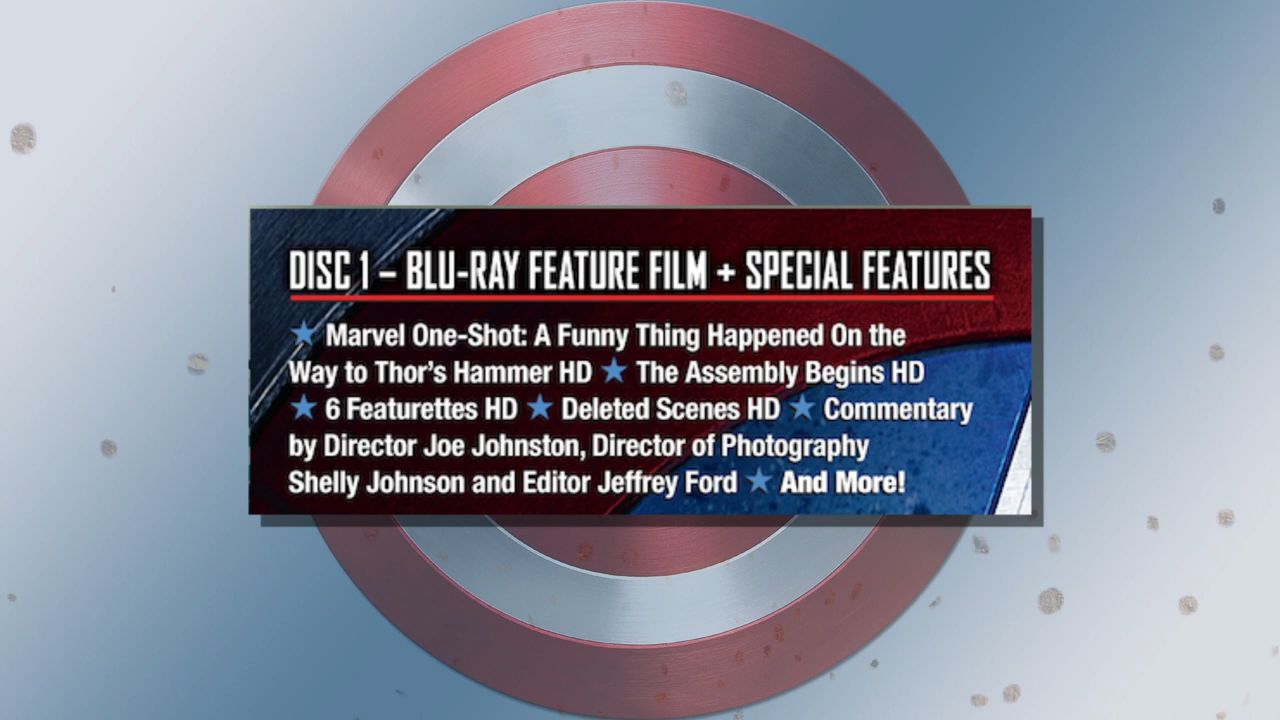 DISC 1 – BLU-RAY FEATURE FILM + SPECIAL FEATURES
★ Marvel One-Shot: A Funny Thing Happened On the
Way to Thor's Hammer HD ★ The Assembly Begins HD
★ 6 Featurettes HD ★ Deleted Scenes HD ★ Commentary
by Director Joe Johnston, Director of Photography
Shelly Johnson and Editor Jeffrey Ford ★ And More!